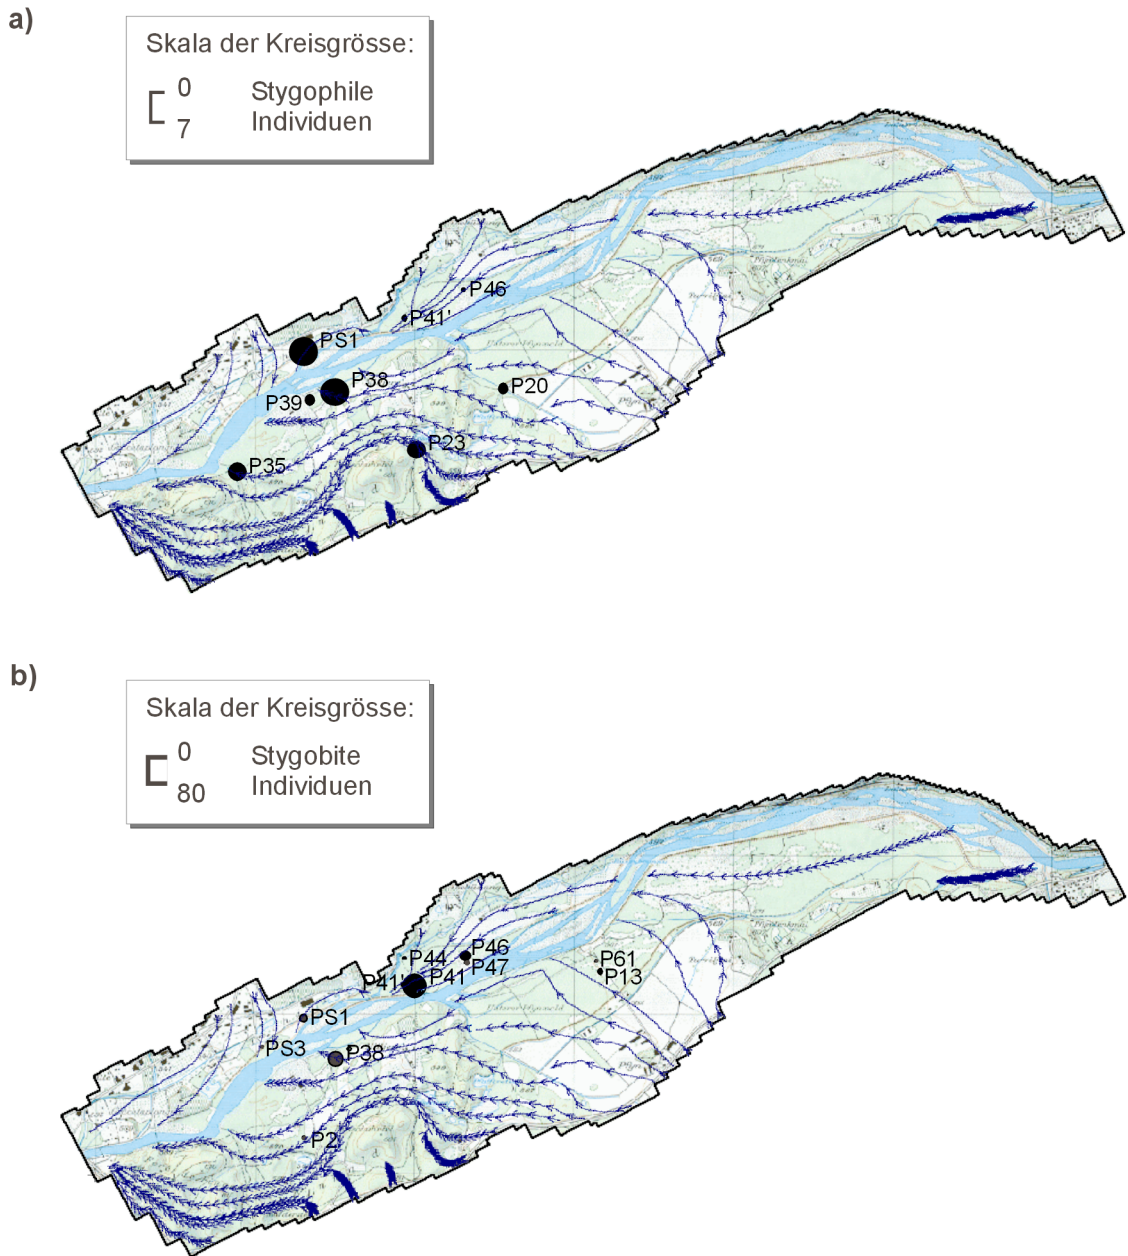 a)
Skala der Kreisgrösse:
0
Stygophile
7
Individuen
P46
P41'
PS1
P38
P39
P20
P23
P35
b)
Skala der Kreisgrösse:
0
Stygobite
80
Individuen
P44
P46
P47
P61
P41'
P41
P13
PS1
PS3
P38
P2